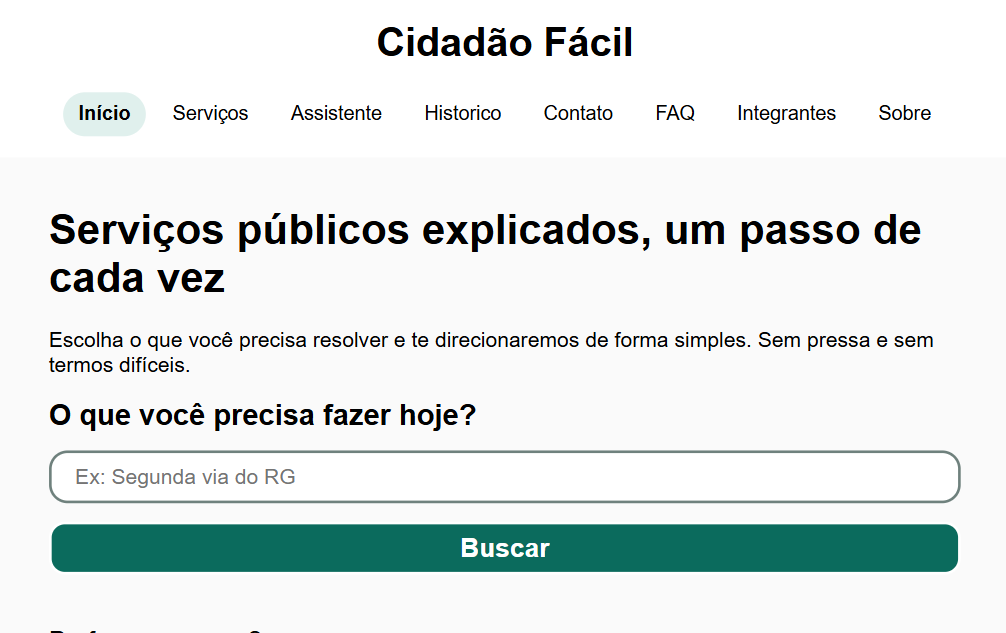 Cidadão Fácil
Início Serviços Assistente Historico Contato FAQ Integrantes Sobre
Serviços públicos explicados, um passo de
cada vez
Escolha o que você precisa resolver e te direcionaremos de forma simples. Sem pressa e sem
termos difíceis.
O que você precisa fazer hoje?
Ex: Segunda via do RG
Buscar